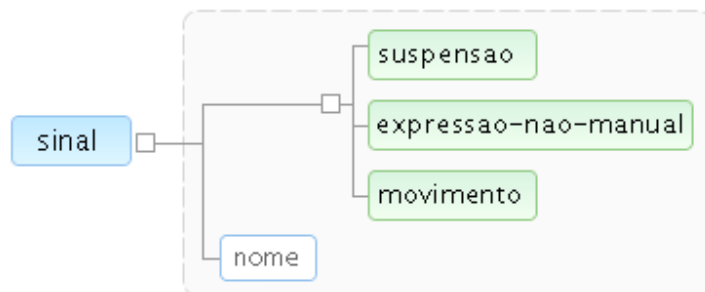 suspensao
sinal
expressao-nao-manual
movimento
nome